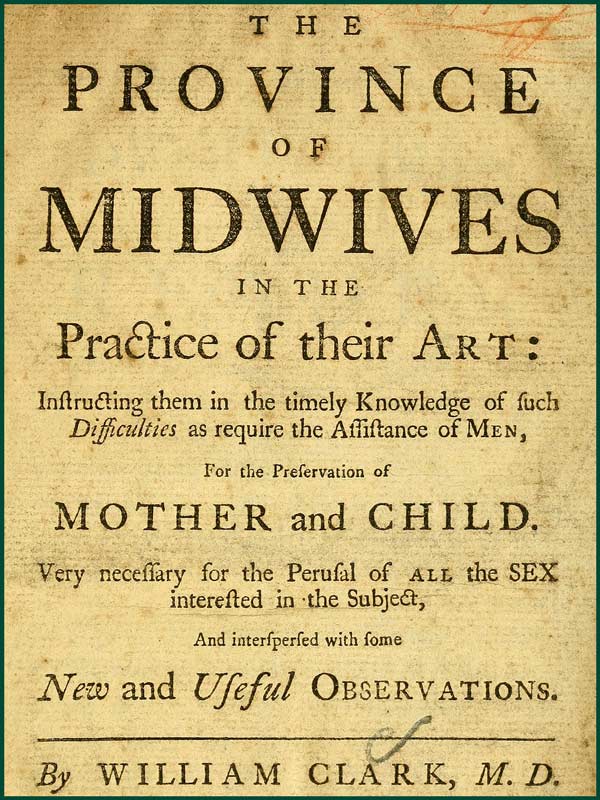 THE
PROVINCE
OF
MIDWIVES
IN THE
Practice of their ART:
Inſtructing them in the timely Knowledge of ſuch
Difficulties as require the Aſſiſtance of MEN,
For the Preſervation of
MOTHER and CHILD.
Very neceſſary for the Peruſal of ALL the SEX
intereſted in the Subject,
And interſperſed with ſome
New and Uſeful OBSERVATIONS.
By WILLIAM CLARK, M. D.